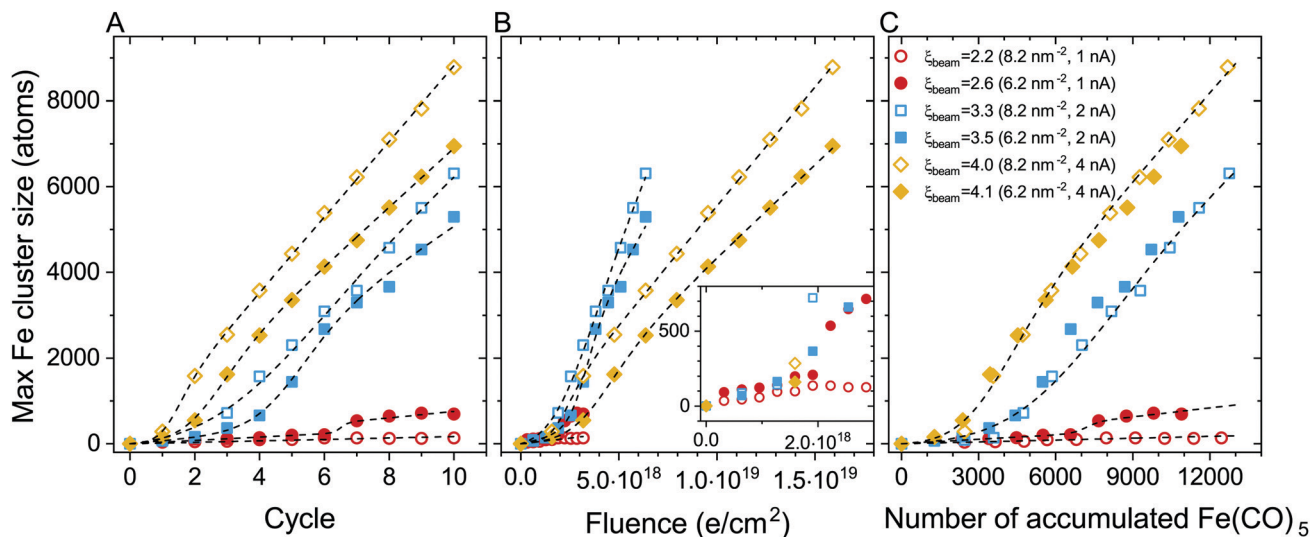 A
B
C
Max Fe cluster size (atoms)
8000
6000
4000
2000
0
0
2
4
6
8
10
Cycle
0.0
5.0·10¹⁸
1.0·10¹⁹
1.5·10¹⁹
Fluence (e/cm²)
500
0
0.0
2.0·10¹⁸
ξbeam=2.2 (8.2 nm⁻², 1 nA)
ξbeam=2.6 (6.2 nm⁻², 1 nA)
ξbeam=3.3 (8.2 nm⁻², 2 nA)
ξbeam=3.5 (6.2 nm⁻², 2 nA)
ξbeam=4.0 (8.2 nm⁻², 4 nA)
ξbeam=4.1 (6.2 nm⁻², 4 nA)
0
3000
6000
9000
12000
Number of accumulated Fe(CO)₅